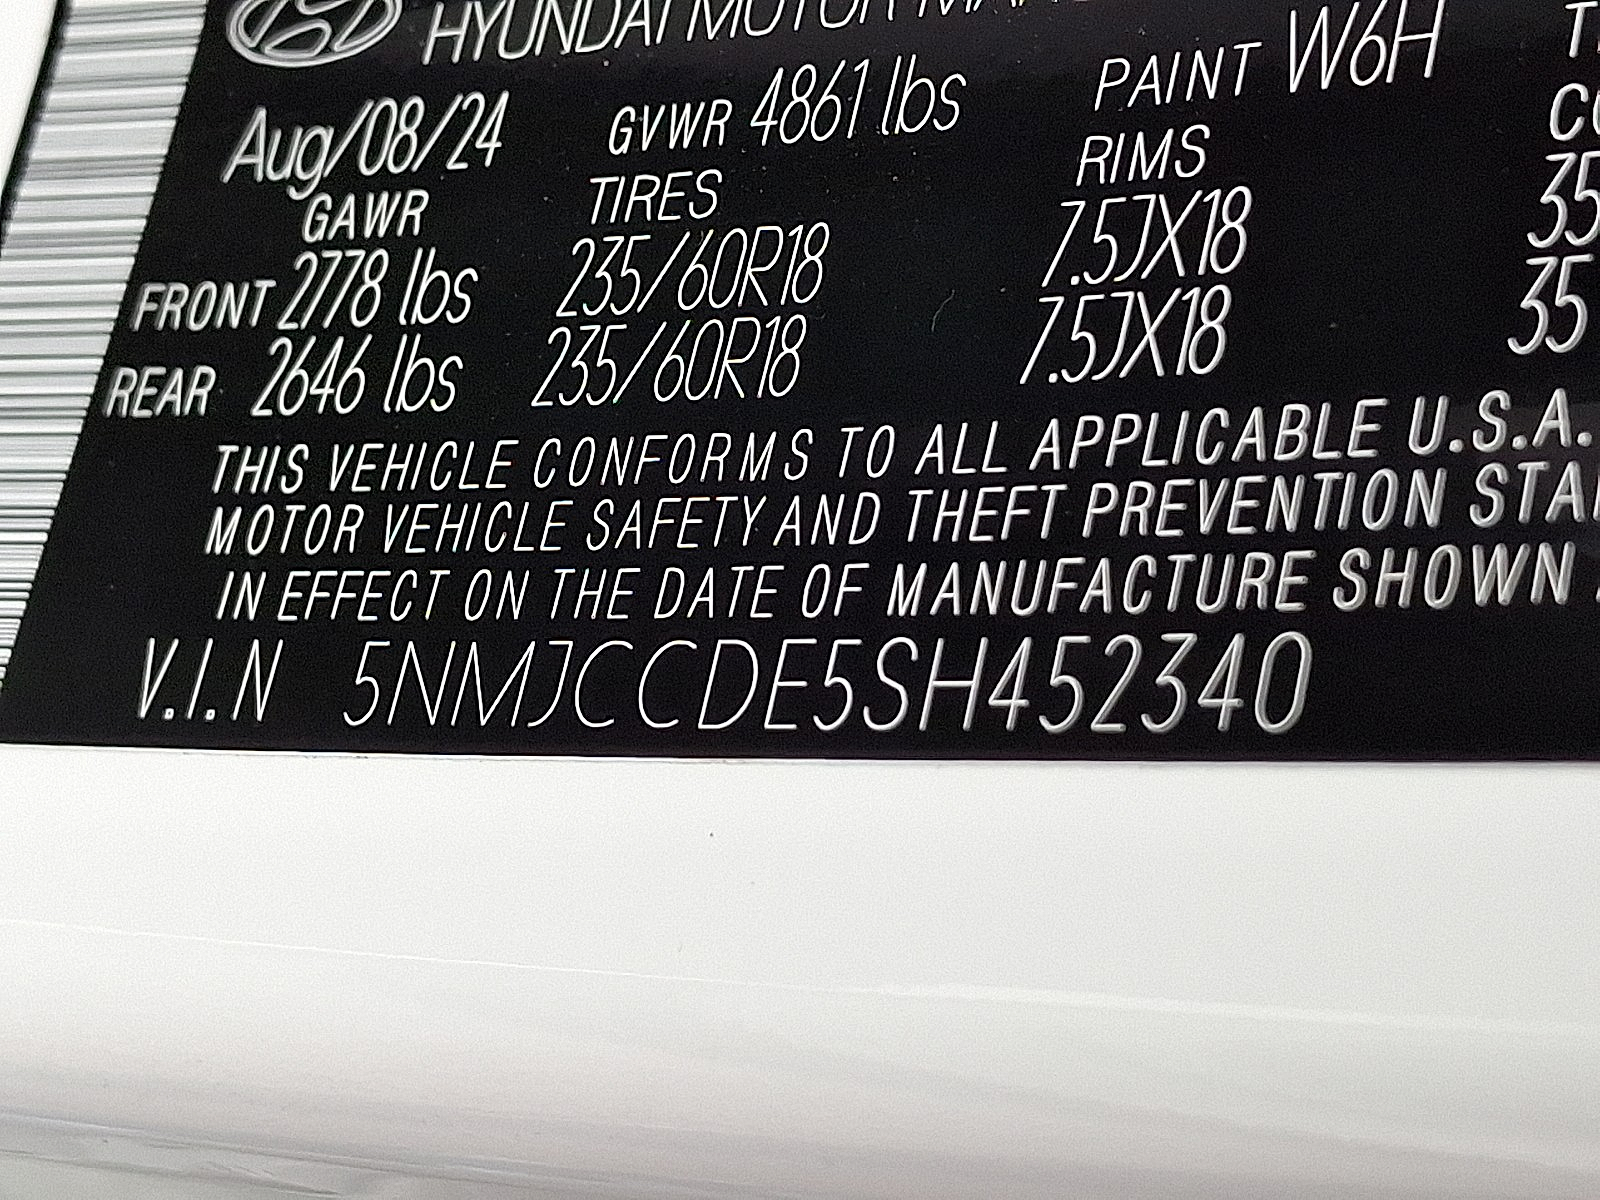 HYUNDAI MOTOR
Aug/08/24 GVWR 4861 lbs PAINT W6H
GAWR TIRES RIMS
FRONT 2778 lbs 235/60R18 7.5JX18 35
REAR 2646 lbs 235/60R18 7.5JX18 35
THIS VEHICLE CONFORMS TO ALL APPLICABLE U.S.A.
MOTOR VEHICLE SAFETY AND THEFT PREVENTION
IN EFFECT ON THE DATE OF MANUFACTURE SHOWN
V.I.N 5NMJCCDE5SH452340